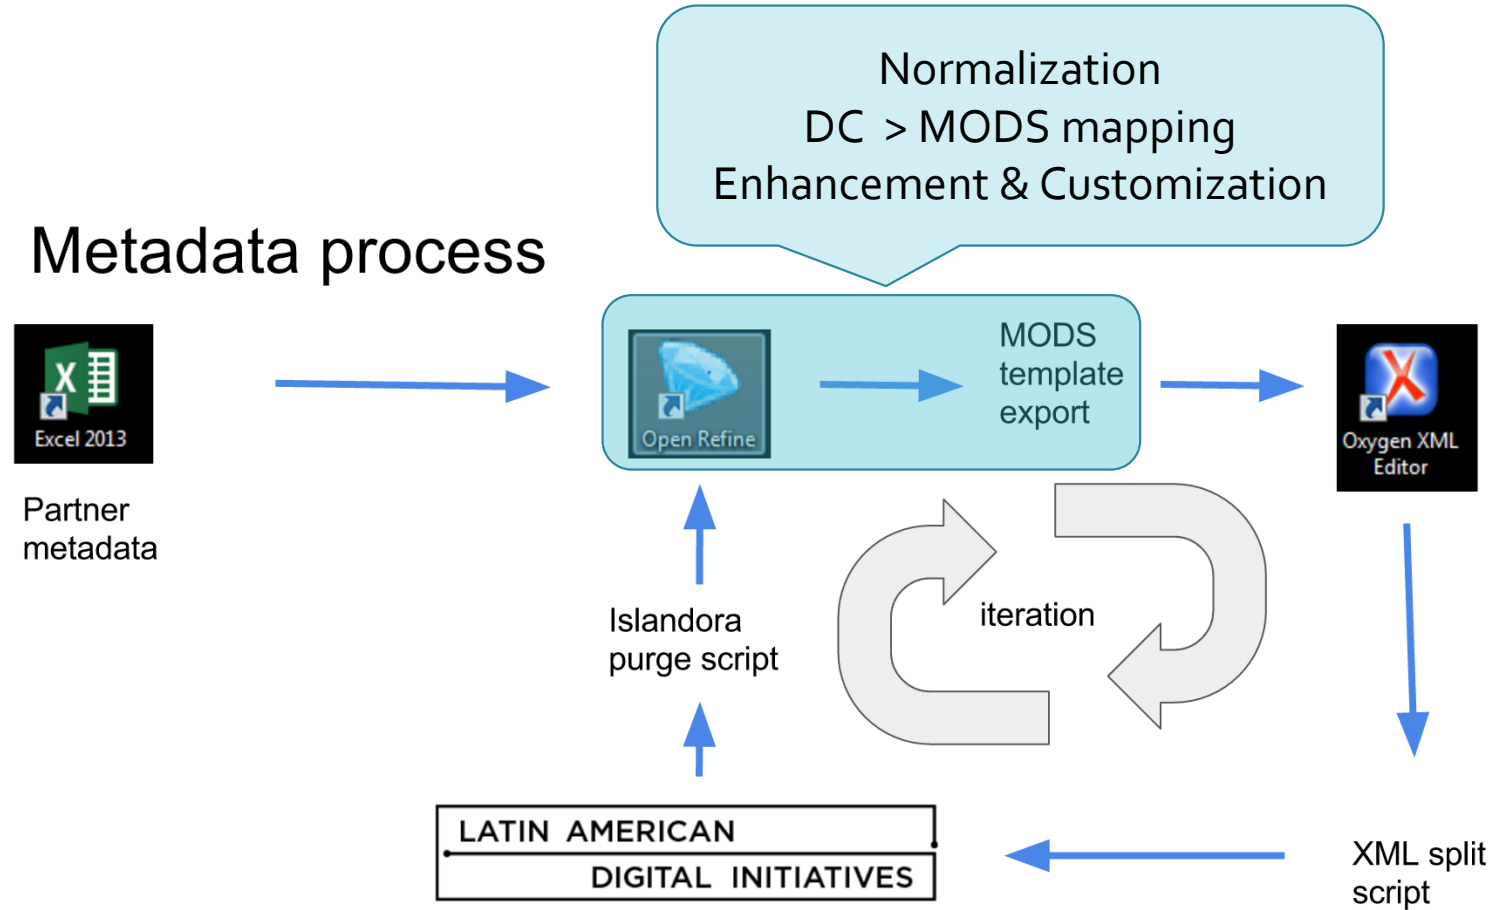 Normalization
DC > MODS mapping
Enhancement & Customization
Metadata process
Excel 2013
Partner
metadata
Open Refine
MODS
template
export
Oxygen XML
Editor
Islandora
purge script
iteration
LATIN AMERICAN
DIGITAL INITIATIVES
XML split
script